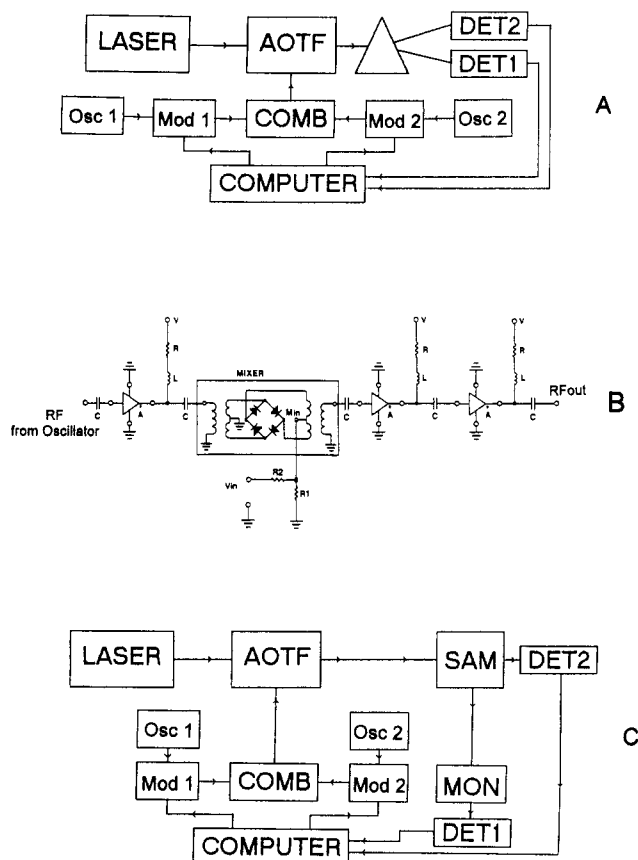 LASER
AOTF
DET2
DET1
Osc 1
Mod 1
COMB
Mod 2
Osc 2
COMPUTER
A
V
V
V
R
R
R
L
L
L
MIXER
Min
C
A
C
C
A
C
A
C
RF
from Oscillator
RFout
B
Vin
R2
R1
LASER
AOTF
SAM
DET2
Osc 1
Osc 2
Mod 1
COMB
Mod 2
MON
DET1
COMPUTER
C